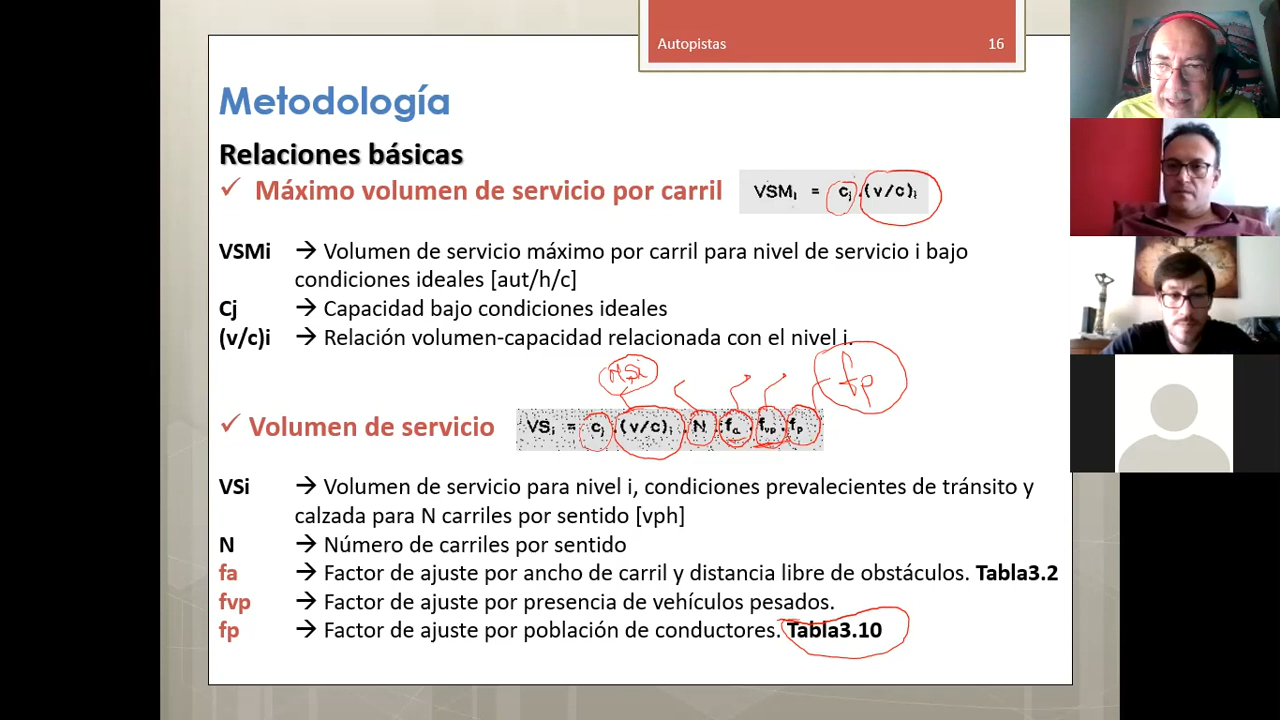 Autopistas 16
Metodología
Relaciones básicas
✓ Máximo volumen de servicio por carril VSMi = cj.(v/c)i
VSMi → Volumen de servicio máximo por carril para nivel de servicio i bajo
condiciones ideales [aut/h/c]
Cj → Capacidad bajo condiciones ideales
(v/c)i → Relación volumen-capacidad relacionada con el nivel i.
NSi fp
✓ Volumen de servicio VSi = cj.(v/c)i.N.fa.fvp.fp
VSi → Volumen de servicio para nivel i, condiciones prevalecientes de tránsito y
calzada para N carriles por sentido [vph]
N → Número de carriles por sentido
fa → Factor de ajuste por ancho de carril y distancia libre de obstáculos. Tabla3.2
fvp → Factor de ajuste por presencia de vehículos pesados.
fp → Factor de ajuste por población de conductores. Tabla3.10